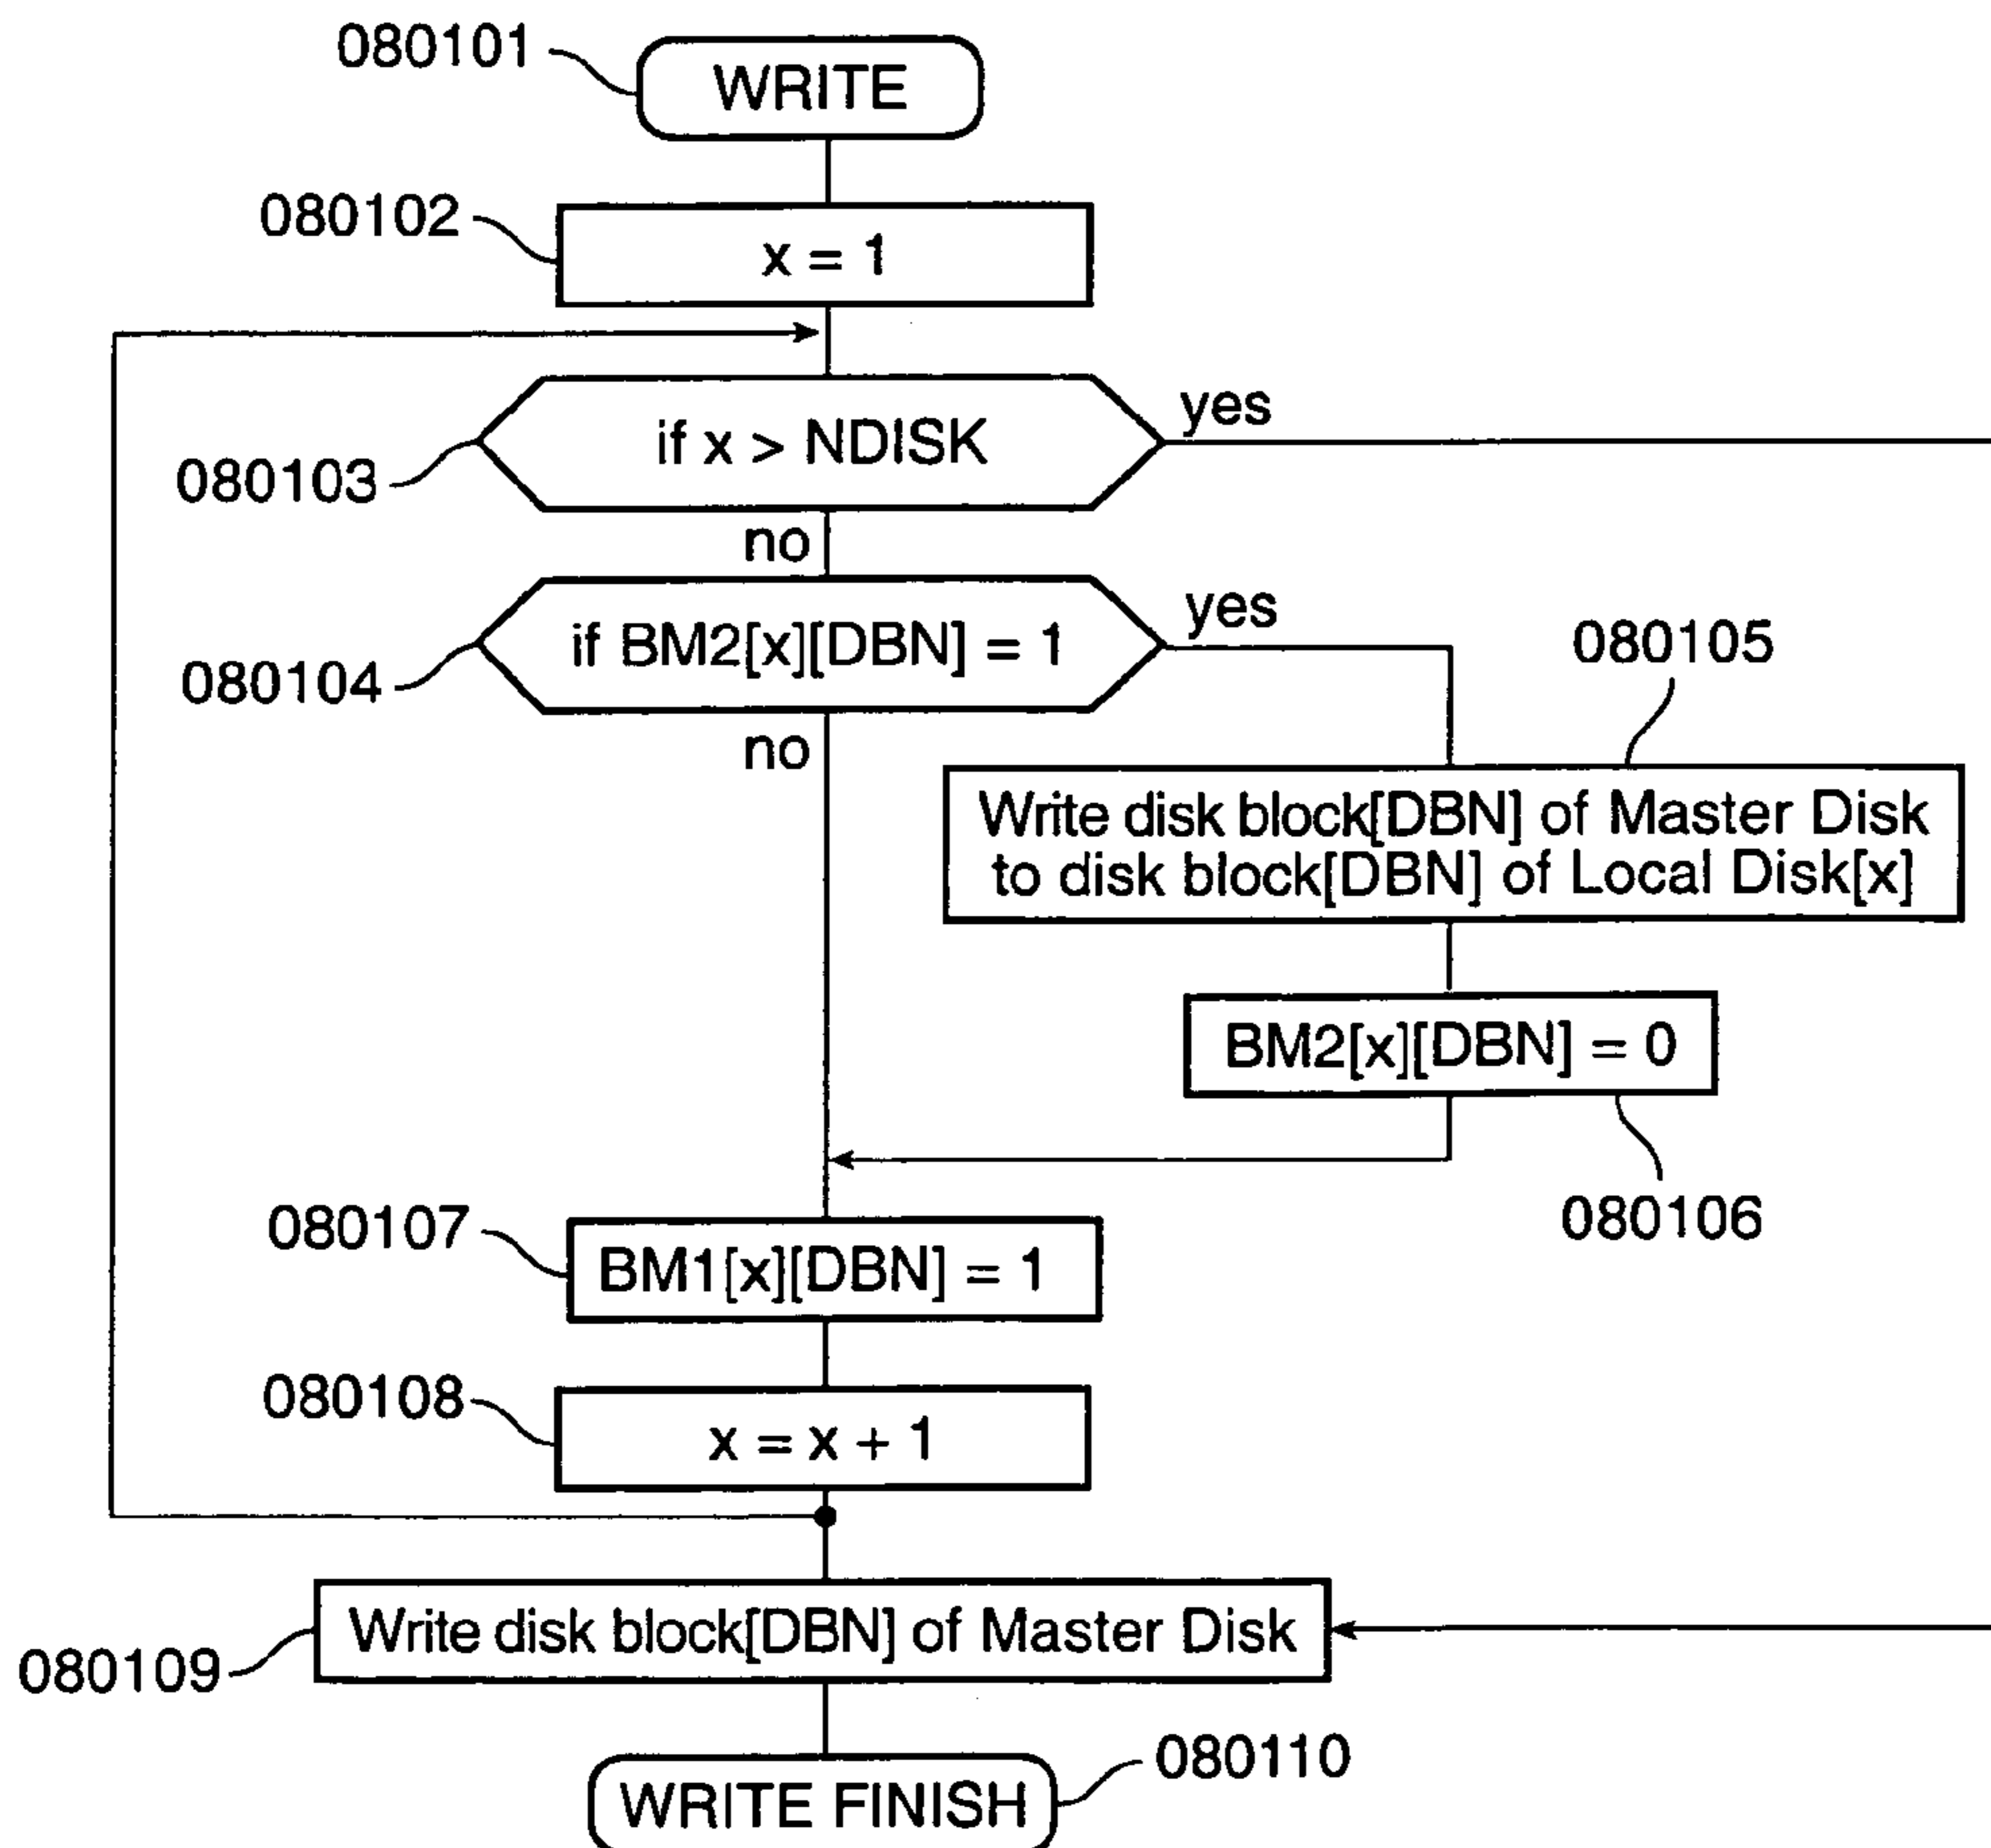 080101
WRITE
080102
x = 1
if x > NDISK
yes
080103
no
if BM2[x][DBN] = 1
yes
080104
080105
no
Write disk block[DBN] of Master Disk
to disk block[DBN] of Local Disk[x]
BM2[x][DBN] = 0
080106
080107
BM1[x][DBN] = 1
080108
x = x + 1
Write disk block[DBN] of Master Disk
080109
080110
WRITE FINISH